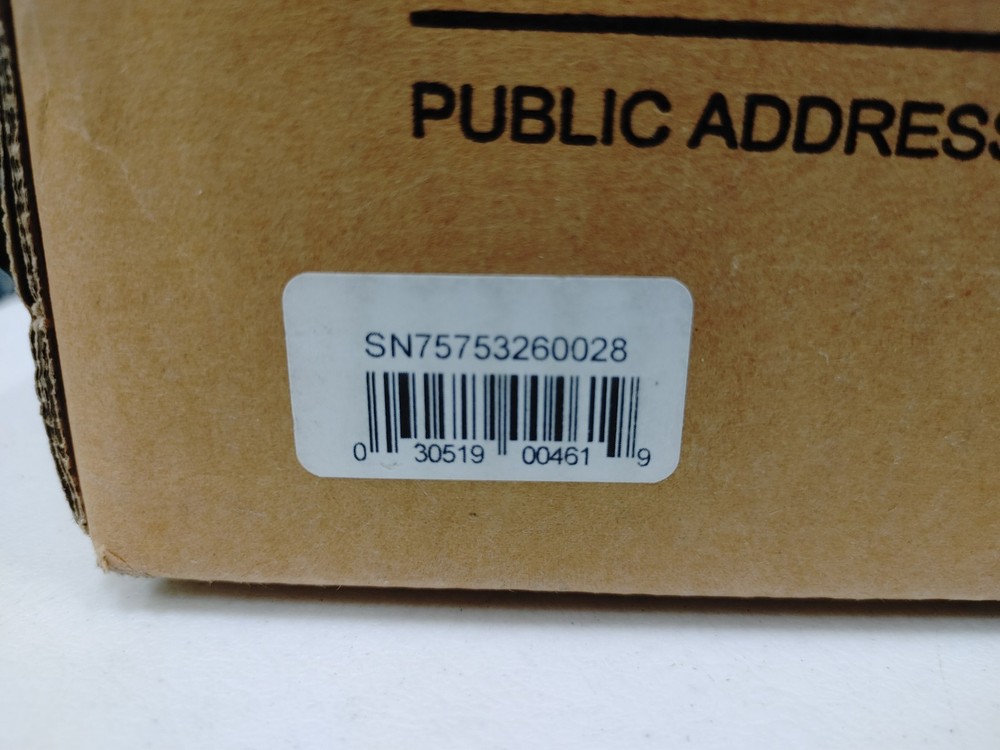 PUBLIC ADDRESS
SN75753260028
0 30519 00461 9